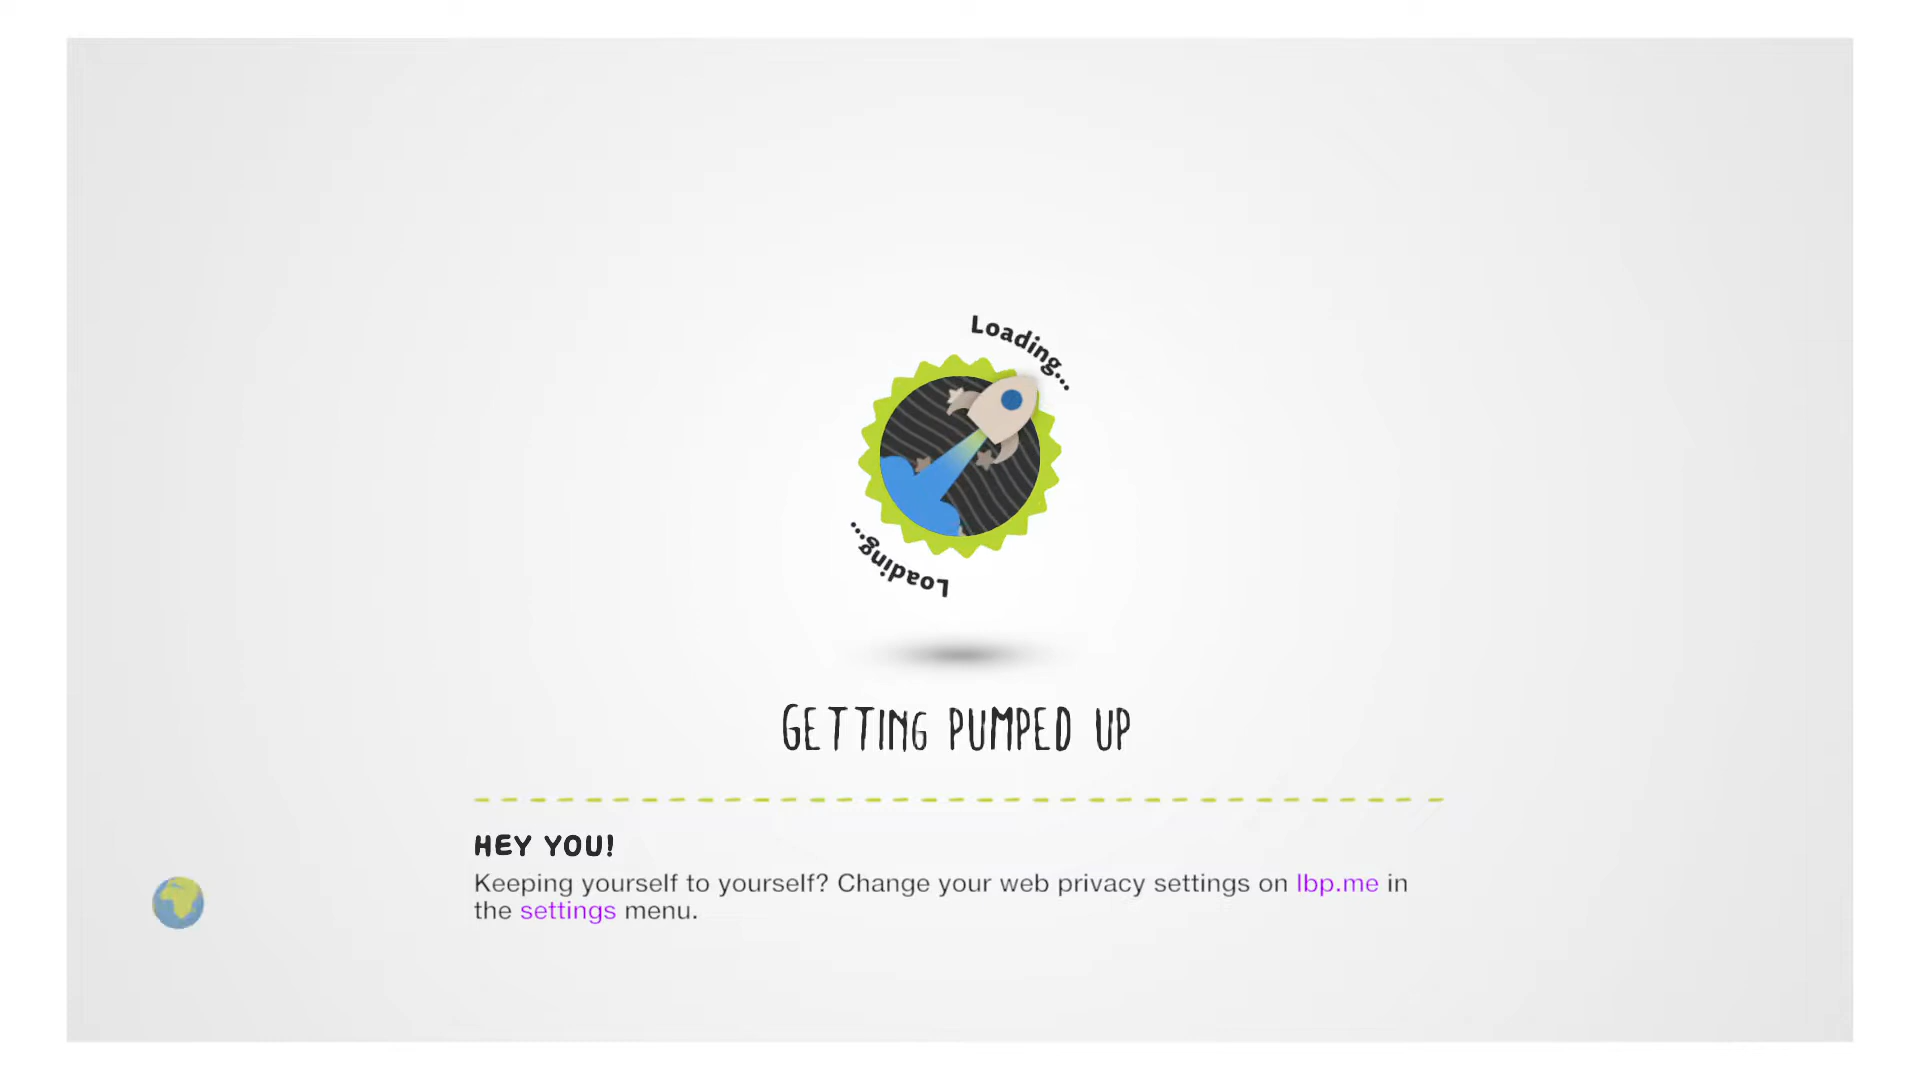 Loading...
Loading...
GETTING PUMPED UP
HEY YOU!
Keeping yourself to yourself? Change your web privacy settings on lbp.me in
the settings menu.